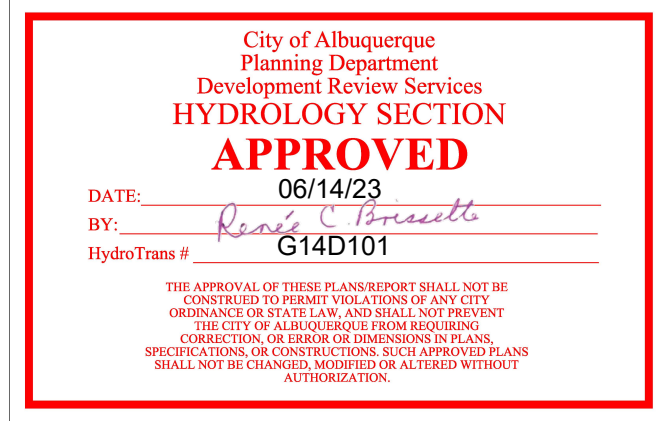 City of Albuquerque
Planning Department
Development Review Services
HYDROLOGY SECTION
APPROVED
DATE: 06/14/23
BY: Renée C. Brissette
HydroTrans # G14D101
THE APPROVAL OF THESE PLANS/REPORT SHALL NOT BE
CONSTRUED TO PERMIT VIOLATIONS OF ANY CITY
ORDINANCE OR STATE LAW, AND SHALL NOT PREVENT
THE CITY OF ALBUQUERQUE FROM REQUIRING
CORRECTION, OR ERROR OR DIMENSIONS IN PLANS,
SPECIFICATIONS, OR CONSTRUCTIONS. SUCH APPROVED PLANS
SHALL NOT BE CHANGED, MODIFIED OR ALTERED WITHOUT
AUTHORIZATION.